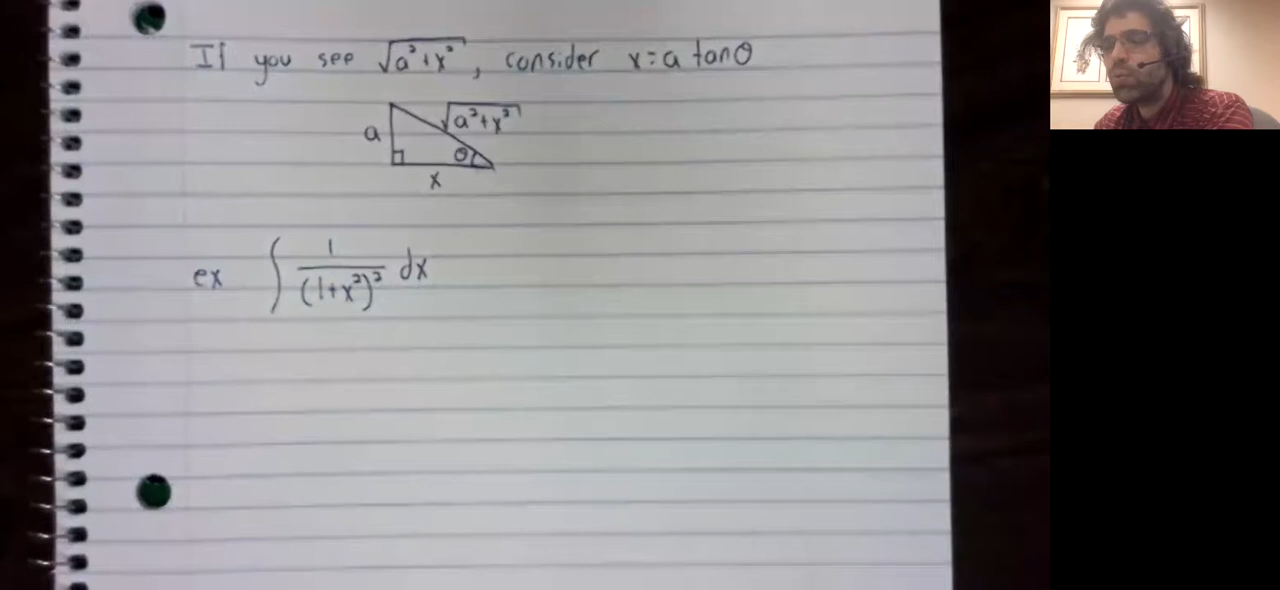 If you see √a²+x², consider x=a tanθ
a
√a²+x²
θ
x
ex ∫ 1/(1+x²)² dx